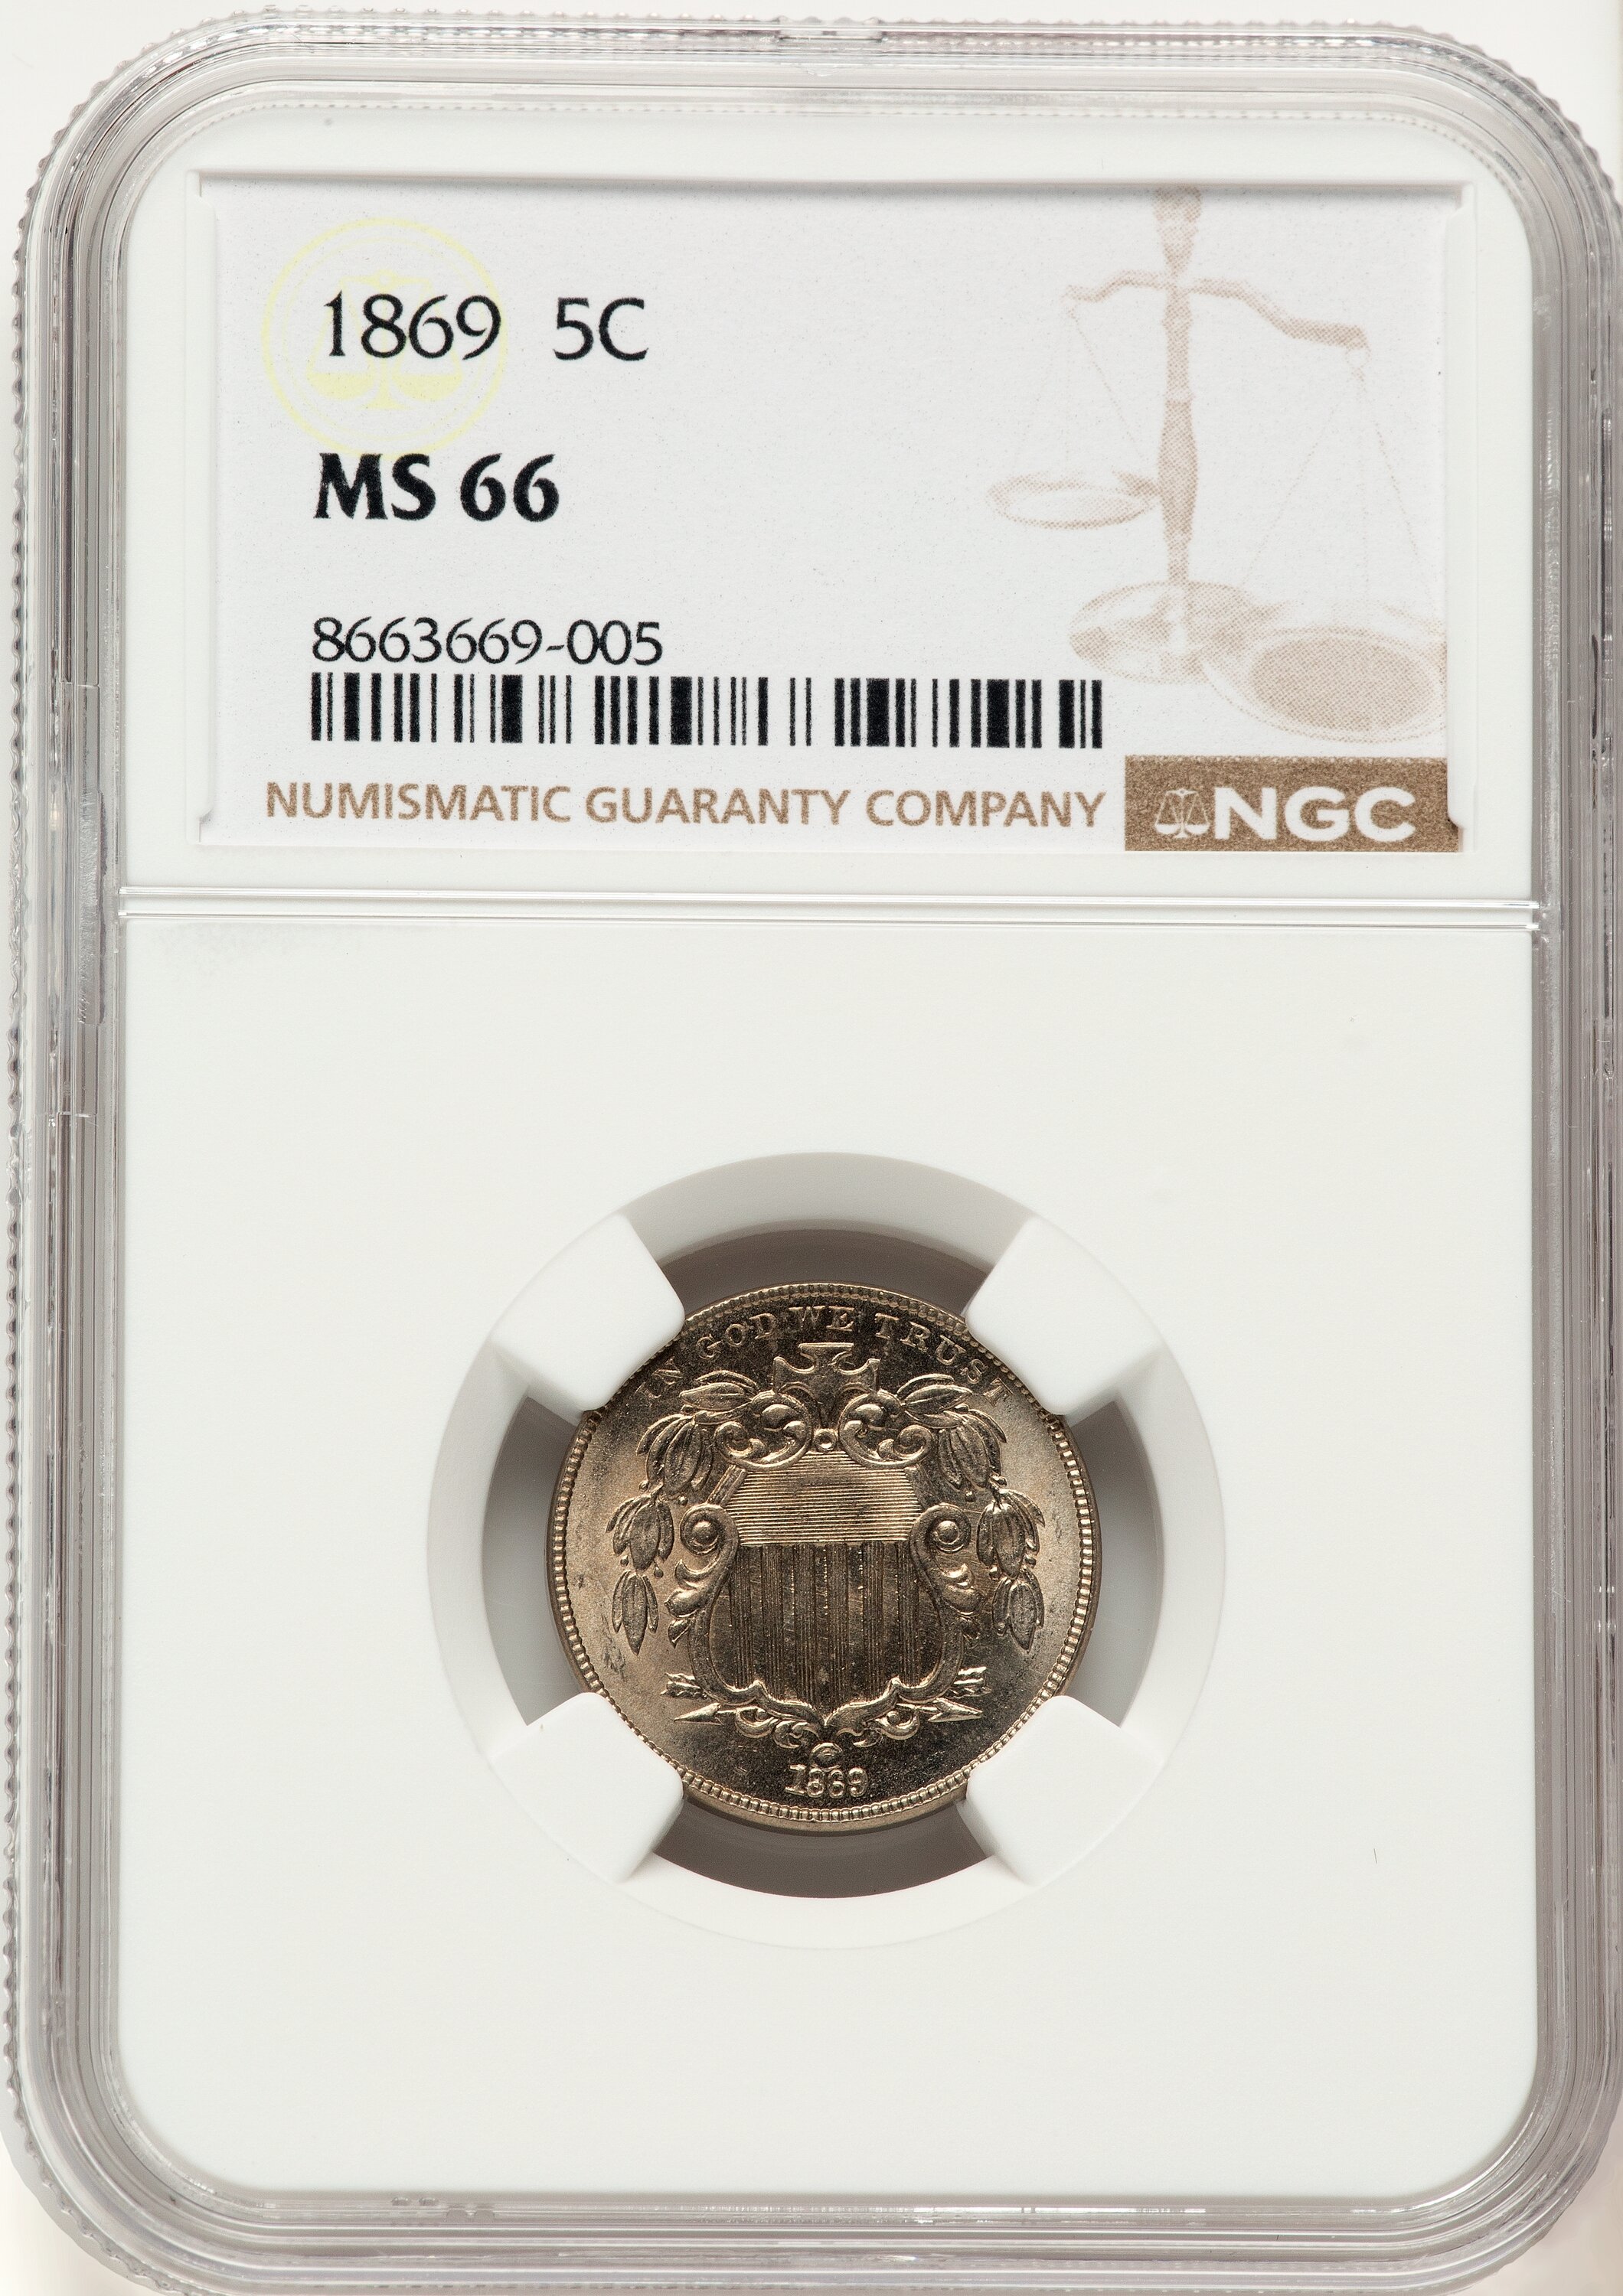 1869 5C
MS 66
8663669-005
NUMISMATIC GUARANTY COMPANY NGC
IN GOD WE TRUST
1869